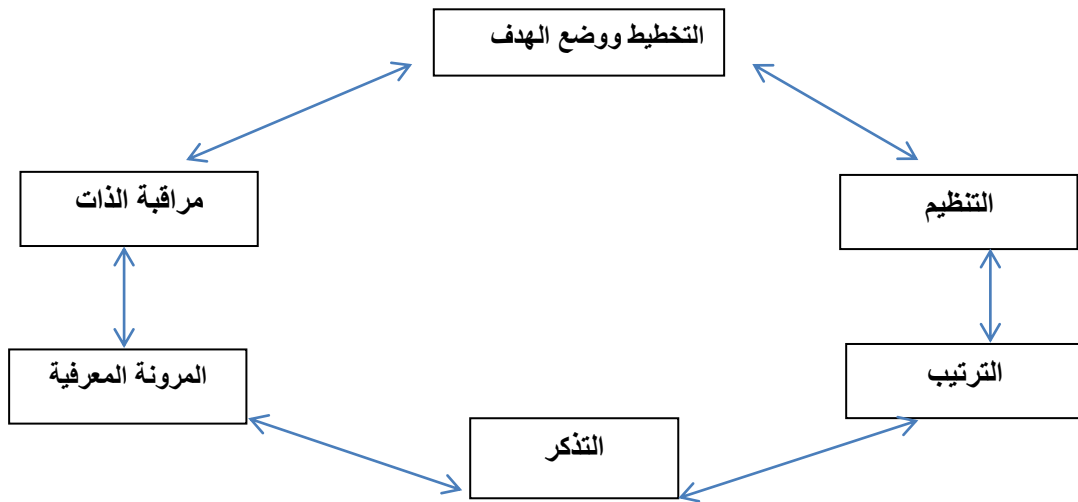 التخطيط ووضع الهدف
التنظيم
مراقبة الذات
الترتيب
المرونة المعرفية
التذكر